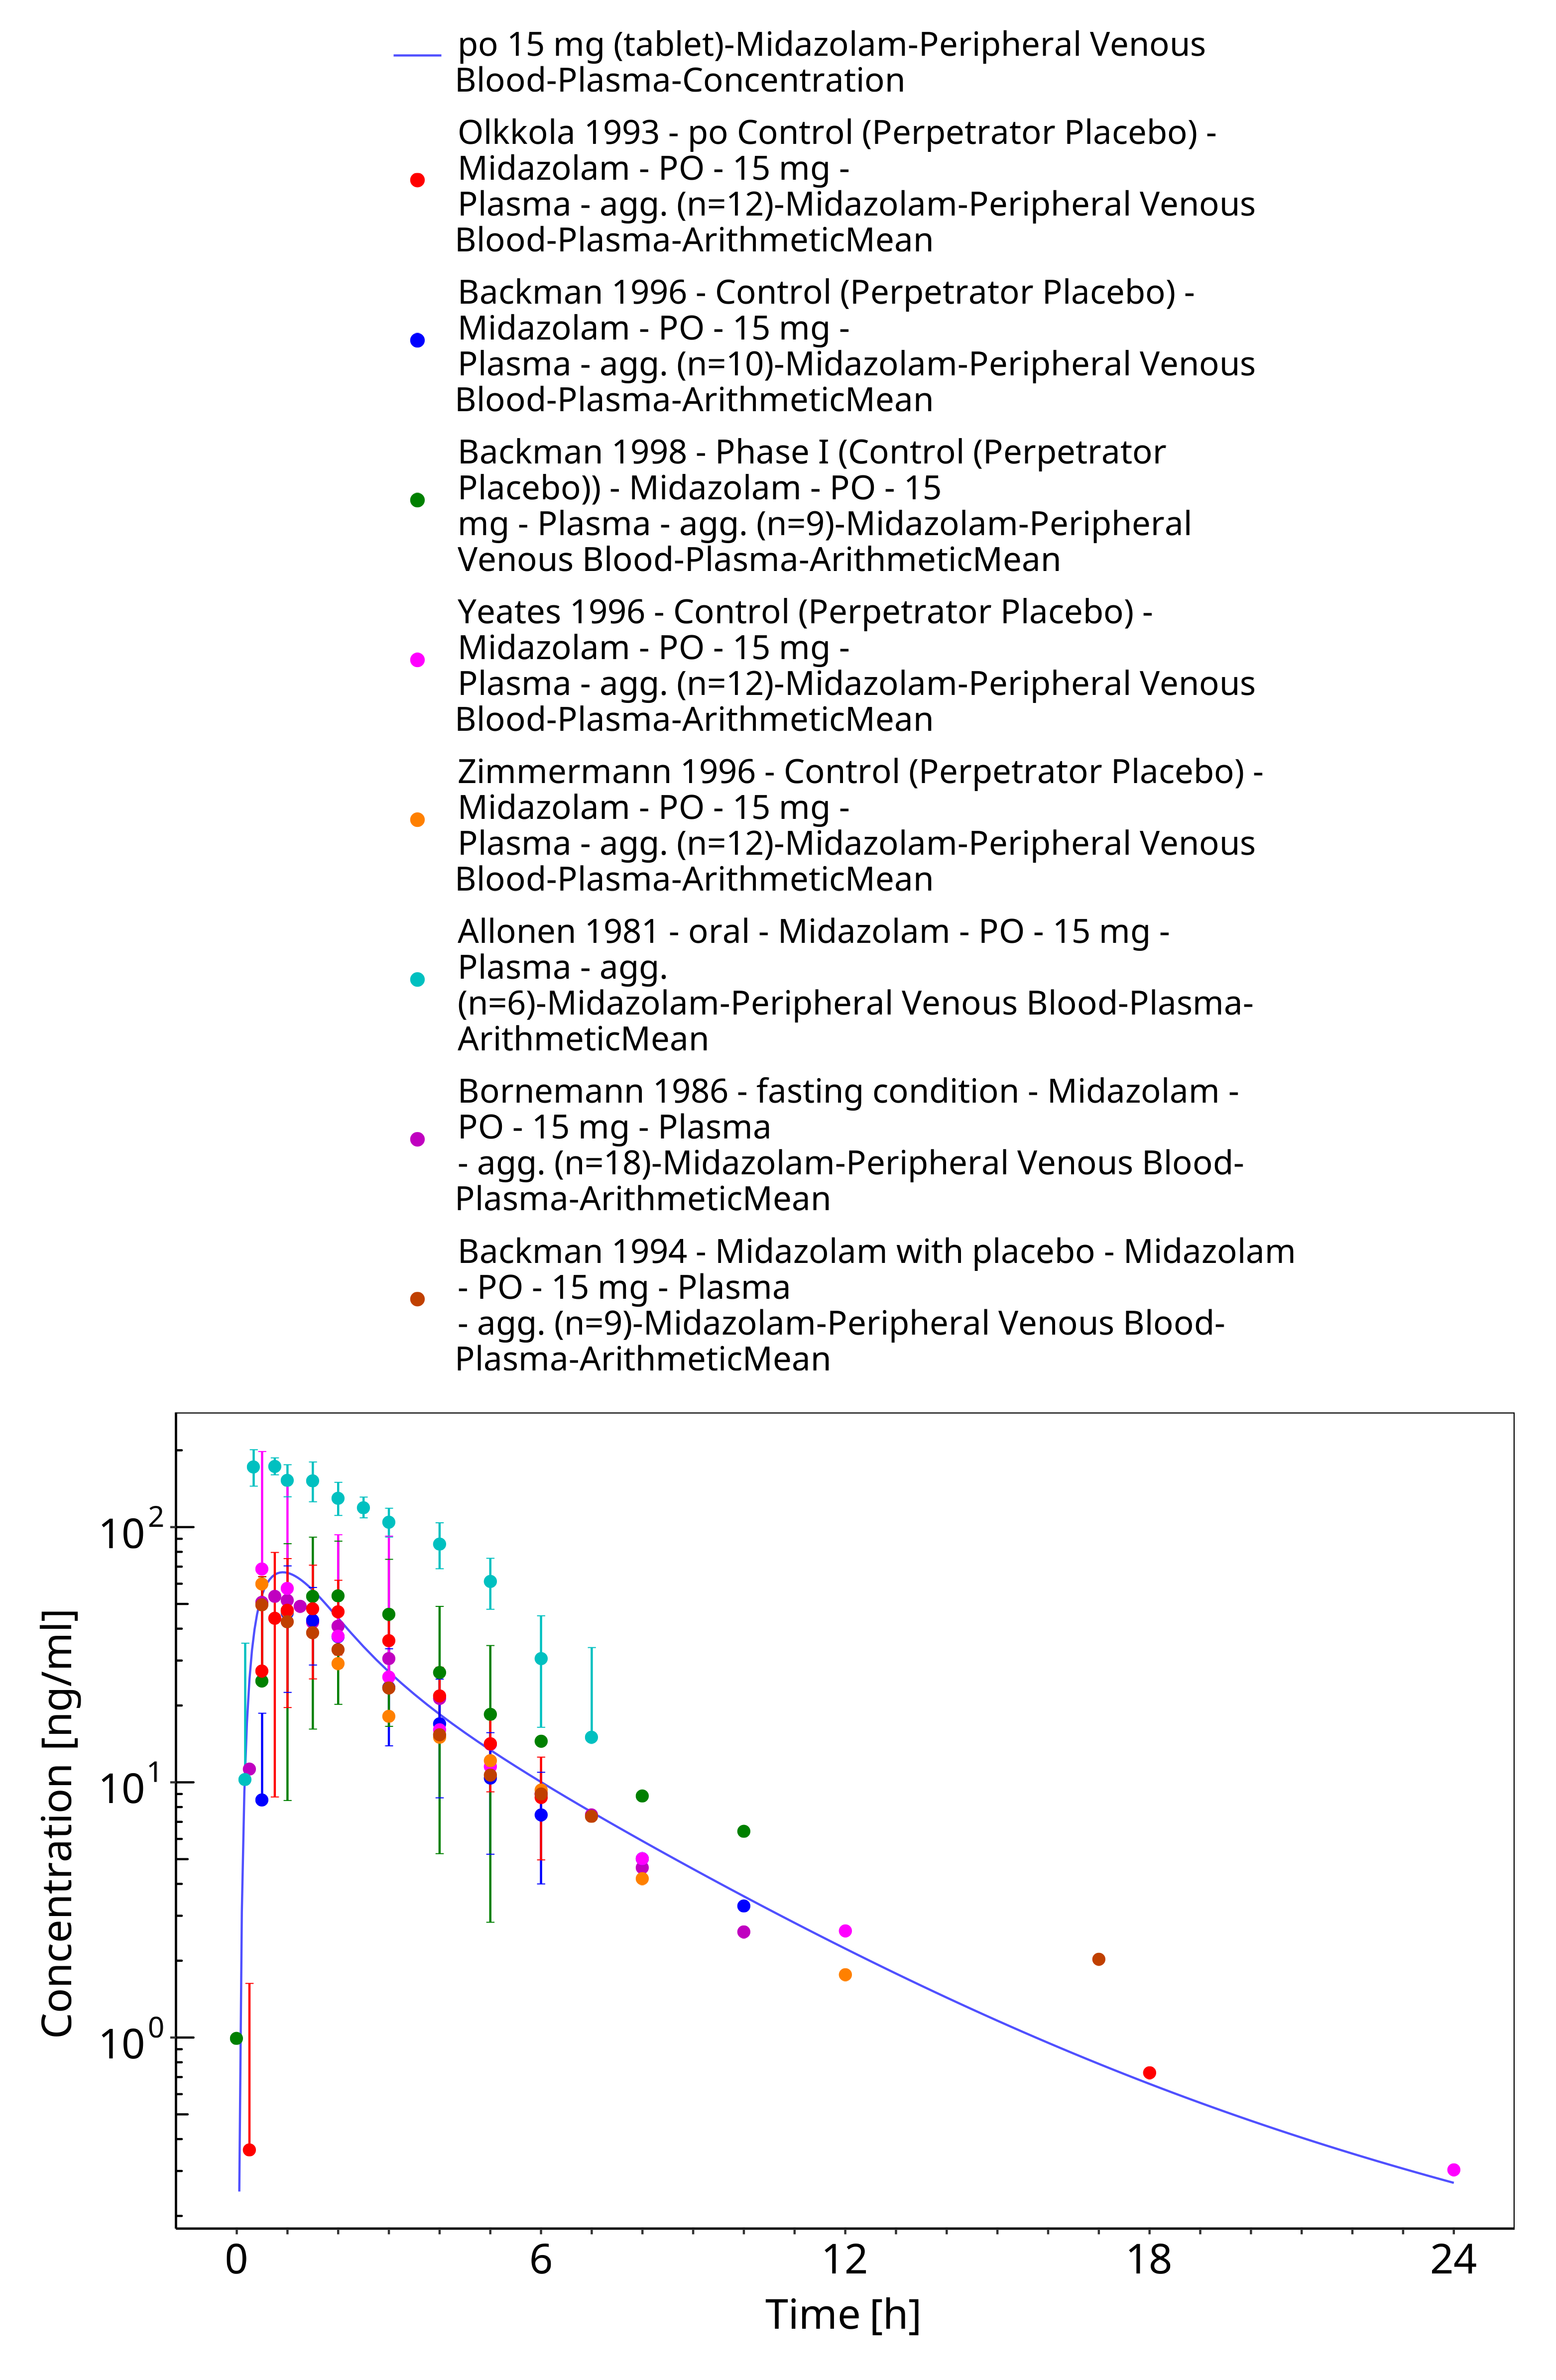 po 15 mg (tablet)-Midazolam-Peripheral Venous
Blood-Plasma-Concentration
Olkkola 1993 - po Control (Perpetrator Placebo) -
Midazolam - PO - 15 mg -
Plasma - agg. (n=12)-Midazolam-Peripheral Venous
Blood-Plasma-ArithmeticMean
Backman 1996 - Control (Perpetrator Placebo) -
Midazolam - PO - 15 mg -
Plasma - agg. (n=10)-Midazolam-Peripheral Venous
Blood-Plasma-ArithmeticMean
Backman 1998 - Phase I (Control (Perpetrator
Placebo)) - Midazolam - PO - 15
mg - Plasma - agg. (n=9)-Midazolam-Peripheral
Venous Blood-Plasma-ArithmeticMean
Yeates 1996 - Control (Perpetrator Placebo) -
Midazolam - PO - 15 mg -
Plasma - agg. (n=12)-Midazolam-Peripheral Venous
Blood-Plasma-ArithmeticMean
Zimmermann 1996 - Control (Perpetrator Placebo) -
Midazolam - PO - 15 mg -
Plasma - agg. (n=12)-Midazolam-Peripheral Venous
Blood-Plasma-ArithmeticMean
Allonen 1981 - oral - Midazolam - PO - 15 mg -
Plasma - agg.
(n=6)-Midazolam-Peripheral Venous Blood-Plasma-
ArithmeticMean
Bornemann 1986 - fasting condition - Midazolam -
PO - 15 mg - Plasma
- agg. (n=18)-Midazolam-Peripheral Venous Blood-
Plasma-ArithmeticMean
Backman 1994 - Midazolam with placebo - Midazolam
- PO - 15 mg - Plasma
- agg. (n=9)-Midazolam-Peripheral Venous Blood-
Plasma-ArithmeticMean
Concentration [ng/ml]
10²
10¹
10⁰
0 6 12 18 24
Time [h]